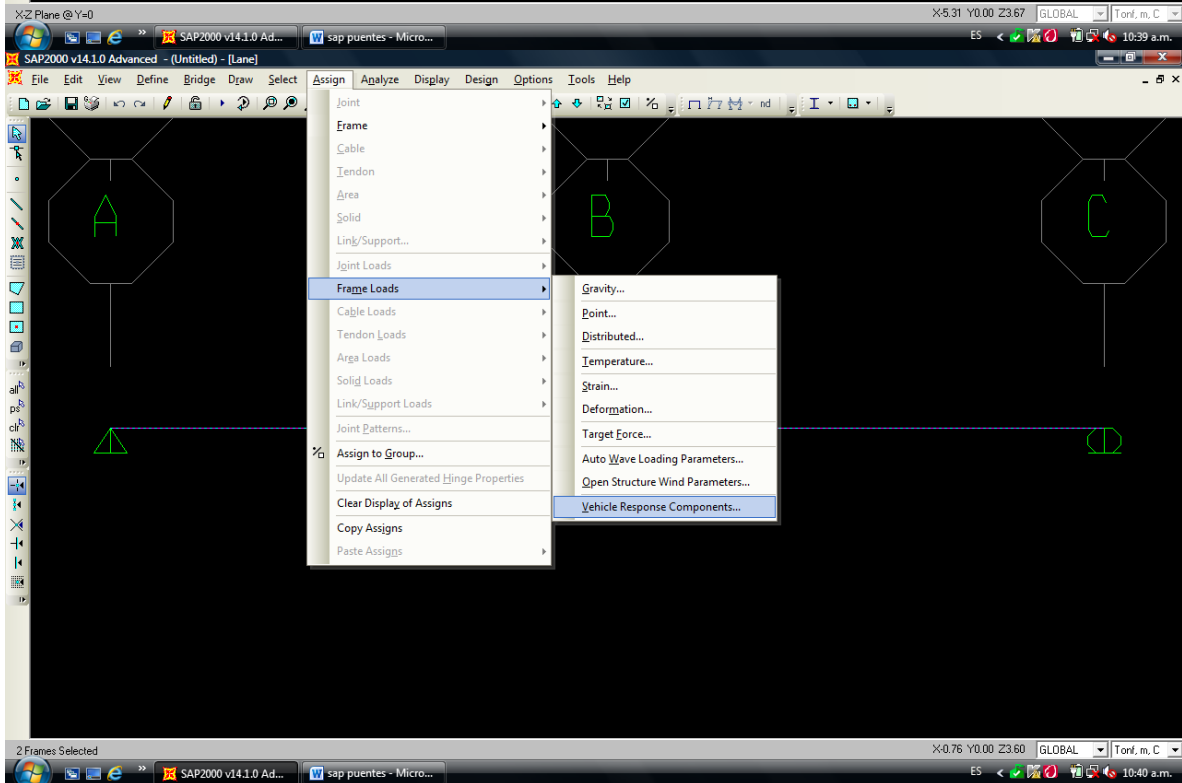 X-Z Plane @ Y=0 X-5.31 Y0.00 Z3.67 GLOBAL Tonf, m, C
» SAP2000 v14.1.0 Ad... sap puentes - Micro... ES < 10:39 a.m.
SAP2000 v14.1.0 Advanced - (Untitled) - [Lane]
File Edit View Define Bridge Draw Select Assign Analyze Display Design Options Tools Help
nd
Joint
Frame
Cable
Tendon
Area
Solid
Link/Support...
Joint Loads
Frame Loads
Cable Loads
Tendon Loads
Area Loads
Solid Loads
Link/Support Loads
Joint Patterns...
Assign to Group...
Update All Generated Hinge Properties
Clear Display of Assigns
Copy Assigns
Paste Assigns
Gravity...
Point...
Distributed...
Temperature...
Strain...
Deformation...
Target Force...
Auto Wave Loading Parameters...
Open Structure Wind Parameters...
Vehicle Response Components...
A B C
all
ps
clr
2 Frames Selected X-0.76 Y0.00 Z3.60 GLOBAL Tonf, m, C
» SAP2000 v14.1.0 Ad... sap puentes - Micro... ES < 10:40 a.m.